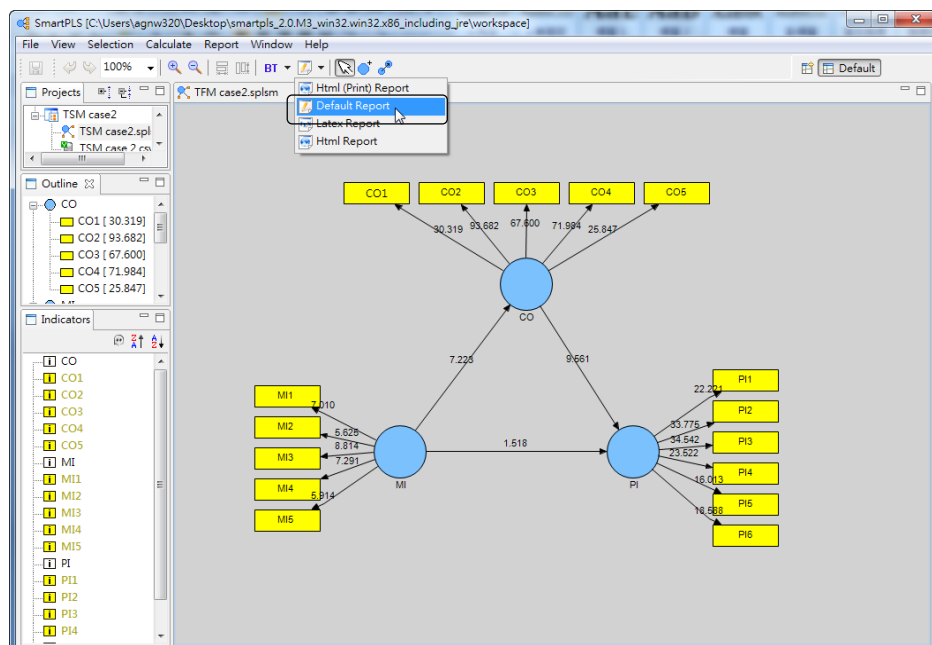 SmartPLS [C:\Users\agnw320\Desktop\smartpls_2.0.M3_win32.win32.x86_including_jre\workspace]
File View Selection Calculate Report Window Help
100% BT Default
Projects
TSM case2
TSM case2.spl
TSM case 2.csv
TFM case2.splsm
Html (Print) Report
Default Report
Latex Report
Html Report
Outline
CO
CO1 [ 30.319]
CO2 [ 93.682]
CO3 [ 67.600]
CO4 [ 71.984]
CO5 [ 25.847]
MI
Indicators
CO
CO1
CO2
CO3
CO4
CO5
MI
MI1
MI2
MI3
MI4
MI5
PI
PI1
PI2
PI3
PI4
CO1 CO2 CO3 CO4 CO5
30.319 93.682 67.600 71.984 25.847
CO
7.223 9.561
MI1
7.010
MI2
5.625
8.814
MI3
7.291
MI4
5.914
MI5
MI
1.518
PI
PI1
22.221
PI2
33.775
34.542
PI3
23.522
PI4
16.013
PI5
18.588
PI6